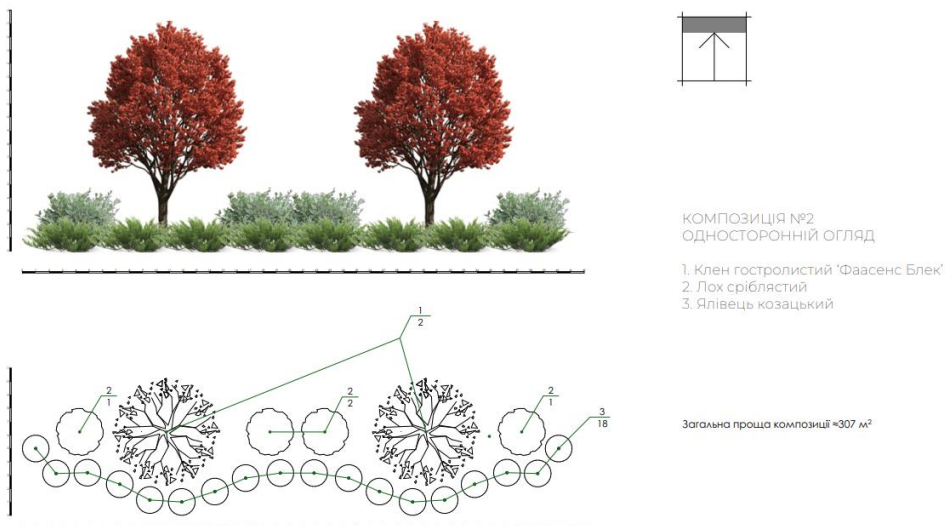 КОМПОЗИЦІЯ №2
ОДНОСТОРОННІЙ ОГЛЯД
1. Клен гостролистий 'Фаасенс Блек'
2. Лох сріблястий
3. Ялівець козацький
1
2
2
1
2
2
2
1
3
18
Загальна проща композиції ≈307 м²